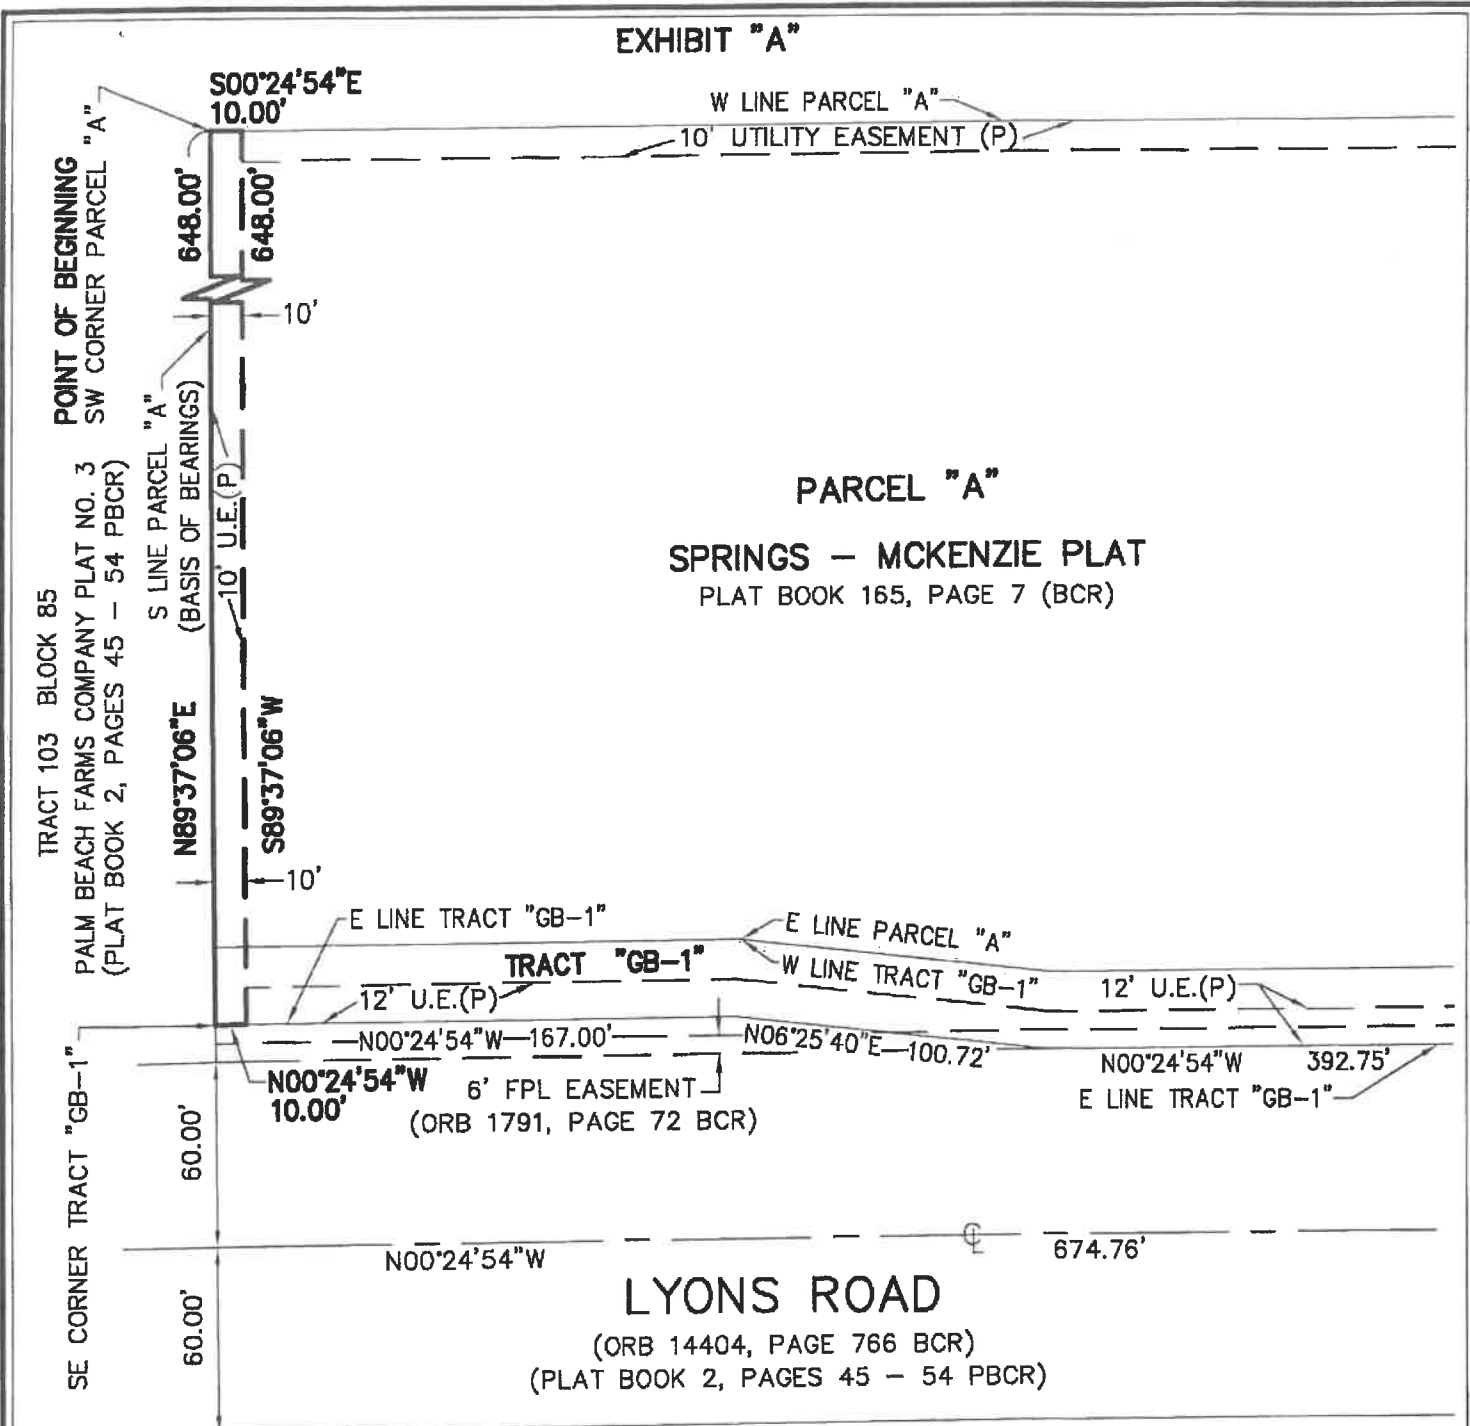 EXHIBIT "A"
S00°24'54"E
10.00'
W LINE PARCEL "A"
10' UTILITY EASEMENT (P)
POINT OF BEGINNING
SW CORNER PARCEL "A"
648.00'
648.00'
10'
S LINE PARCEL "A"
(BASIS OF BEARINGS)
10' U.E.(P)
TRACT 103 BLOCK 85
PALM BEACH FARMS COMPANY PLAT NO. 3
(PLAT BOOK 2, PAGES 45 – 54 PBCR)
PARCEL "A"
SPRINGS – MCKENZIE PLAT
PLAT BOOK 165, PAGE 7 (BCR)
N89°37'06"E
S89°37'06"W
10'
E LINE TRACT "GB-1"
E LINE PARCEL "A"
TRACT "GB-1"
W LINE TRACT "GB-1"
12' U.E.(P)
12' U.E.(P)
N00°24'54"W
167.00'
N06°25'40"E
100.72'
N00°24'54"W
392.75'
N00°24'54"W
10.00'
6' FPL EASEMENT
(ORB 1791, PAGE 72 BCR)
E LINE TRACT "GB-1"
SE CORNER TRACT "GB-1"
60.00'
N00°24'54"W
℄
674.76'
LYONS ROAD
60.00'
(ORB 14404, PAGE 766 BCR)
(PLAT BOOK 2, PAGES 45 – 54 PBCR)